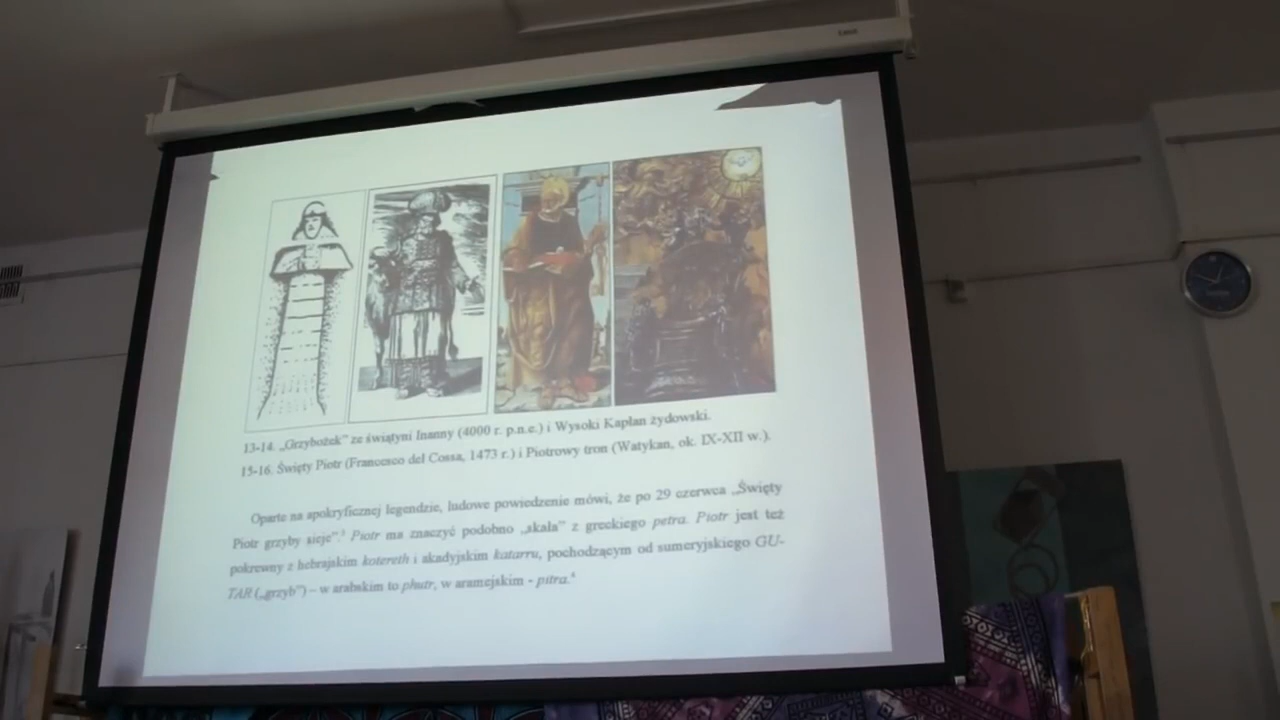 13-14. „Grzybożek” ze świątyni Inanny (4000 r. p.n.e.) i Wysoki Kapłan żydowski.
15-16. Święty Piotr (Francesco del Cossa, 1473 r.) i Piotrowy tron (Watykan, ok. IX-XII w.).
Oparte na apokryficznej legendzie, ludowe powiedzenie mówi, że po 29 czerwca „Święty
Piotr grzyby sieje”.⁵ Piotr ma znaczyć podobno „skała” z greckiego petra. Piotr jest też
pokrewny z hebrajskim kotereth i akadyjskim katarru, pochodzącym od sumeryjskiego GU-
TAR („grzyb”) – w arabskim to phutr, w aramejskim - pitra.⁶